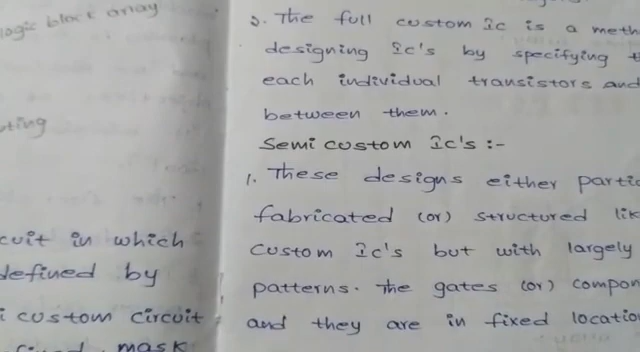 logic block array
cuit in which
defined by
i custom circuit
mask
2. The full custom Ic is a meth
designing Ic's by specifying t
each individual transistors and
between them.
Semi custom Ic's :-
1. These designs either partic
fabricated (or) structured lik
custom Ic's but with largely
patterns. The gates (or) compon
and they are in fixed locatio